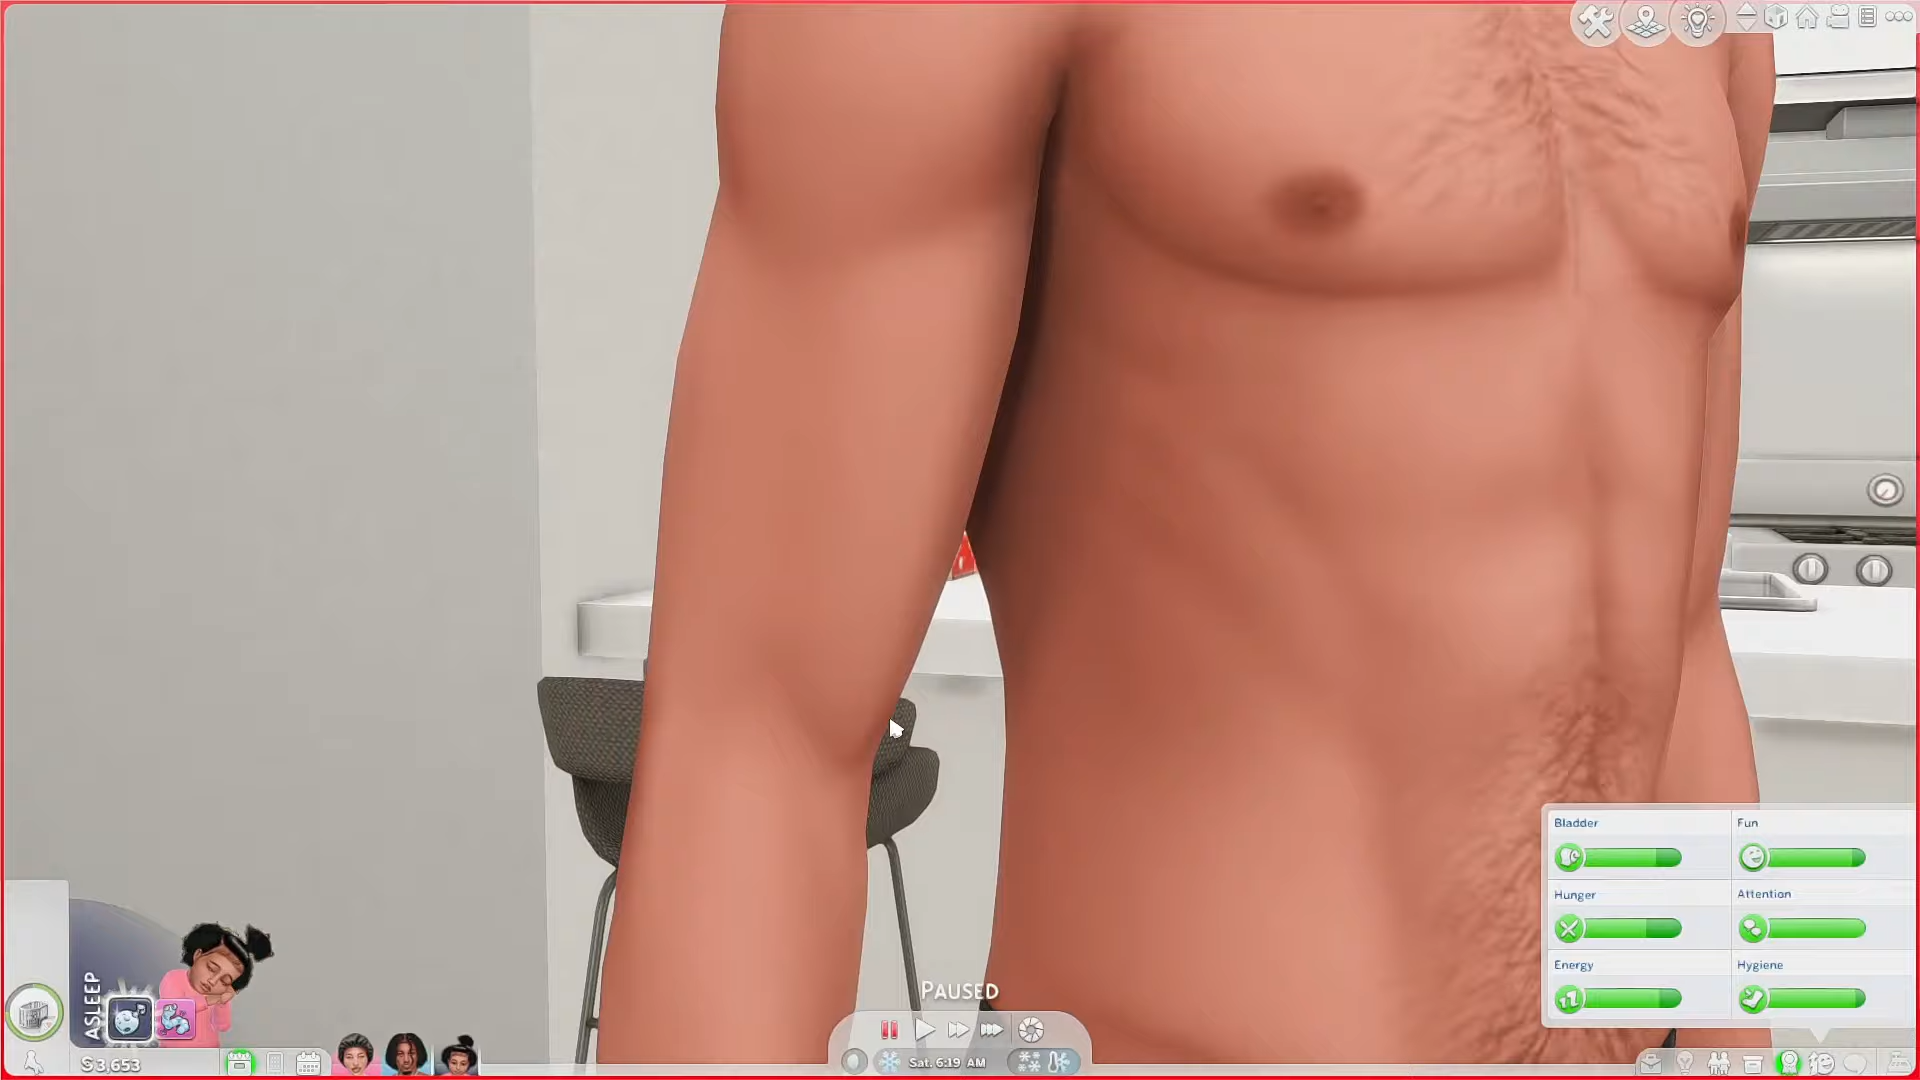 Bladder
Fun
Hunger
Attention
Energy
Hygiene
ASLEEP
PAUSED
§3,653
Sat. 6:19 AM